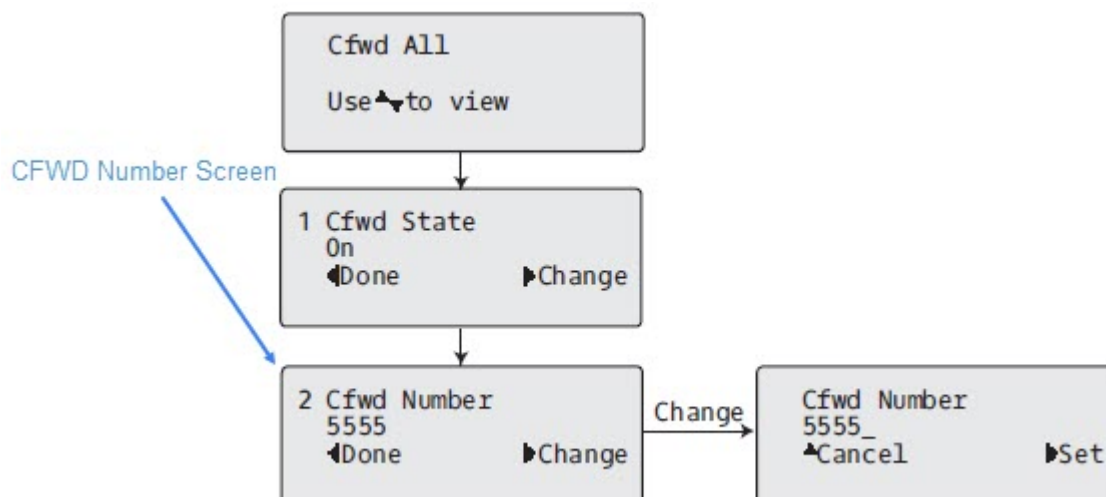 Cfwd All
Use to view
CFWD Number Screen
1 Cfwd State
On
Done Change
2 Cfwd Number
5555
Done Change
Change
Cfwd Number
5555_
Cancel Set